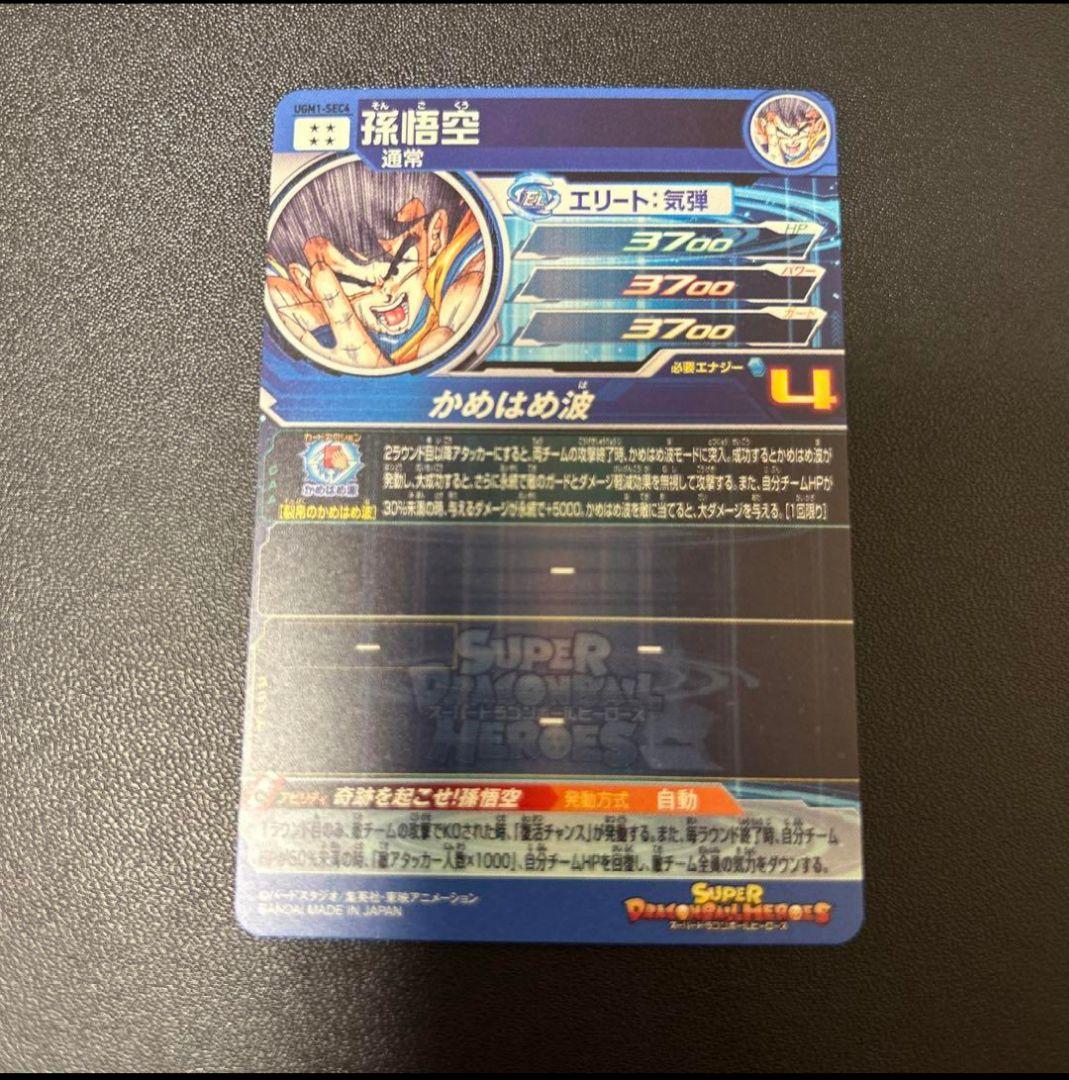 UGM1-SEC4
★★
★★
そん ご くう
孫悟空
通常
エリート:気弾
HP
3700
パワー
3700
ガード
3700
必要エナジー
4
は
かめはめ波
カードアクション
かめはめ波
2ラウンド目以降アタッカーにすると、両チームの攻撃終了時、かめはめ波モードに突入。成功するとかめはめ波が
発動し、大成功すると、さらに永続で敵のガードとダメージ軽減効果を無視して攻撃する。また、自分チームHPが
30%未満の時、与えるダメージが永続で+5000。かめはめ波を敵に当てると、大ダメージを与える。[1回限り]
ー
ー ー
ー
SUPER
DRAGONBALL
スーパードラゴンボールヒーローズ
HEROES
アビリティ 奇跡を起こせ!孫悟空 発動方式 自動
1ラウンド目のみ、敵チームの攻撃でKOされた時、「復活チャンス」が発動する。また、毎ラウンド終了時、自分チーム
HPが50%未満の時、「敵アタッカー人数×1000」、自分チームHPを回復し、敵チーム全員の気力をダウンする。
©バードスタジオ/集英社・東映アニメーション
BANDAI MADE IN JAPAN
SUPER
DRAGONBALL HEROES
スーパードラゴンボールヒーローズ